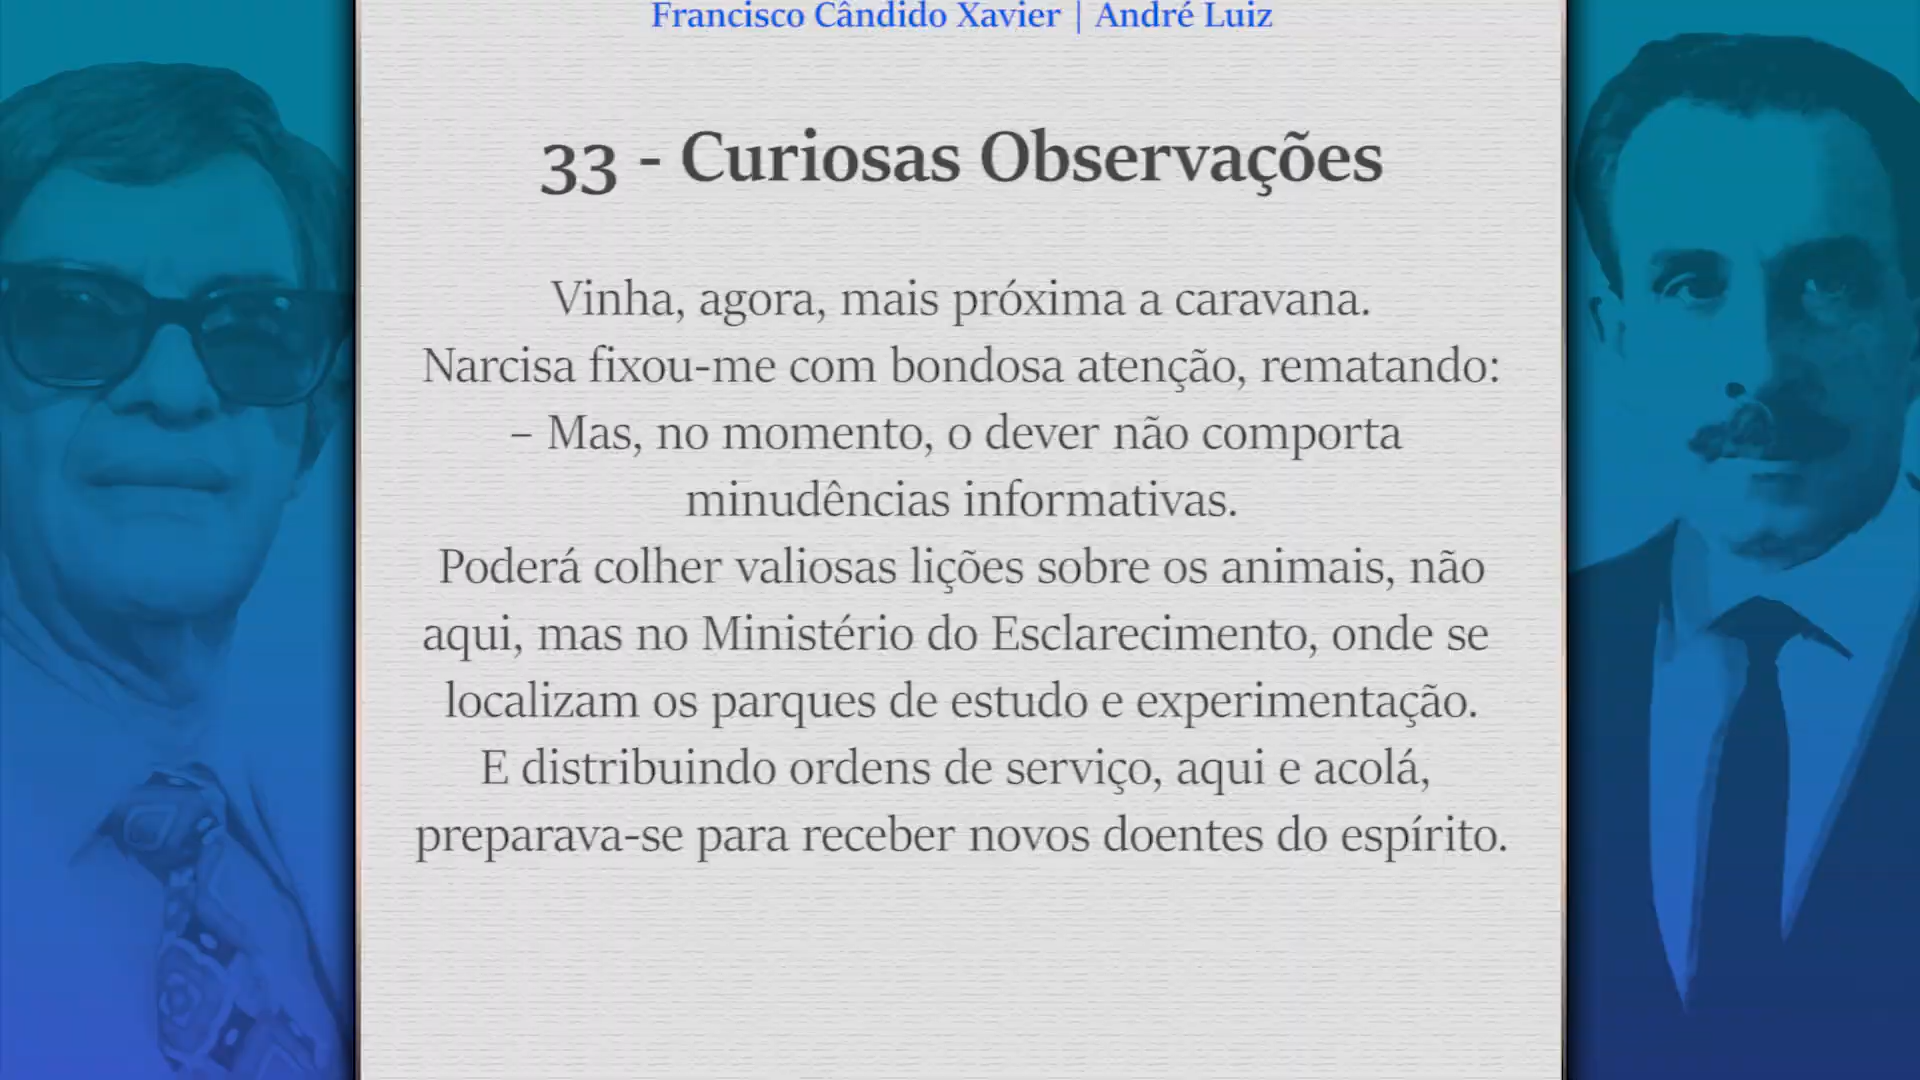 Francisco Cândido Xavier | André Luiz
33 - Curiosas Observações
Vinha, agora, mais próxima a caravana.
Narcisa fixou-me com bondosa atenção, rematando:
– Mas, no momento, o dever não comporta
minudências informativas.
Poderá colher valiosas lições sobre os animais, não
aqui, mas no Ministério do Esclarecimento, onde se
localizam os parques de estudo e experimentação.
E distribuindo ordens de serviço, aqui e acolá,
preparava-se para receber novos doentes do espírito.